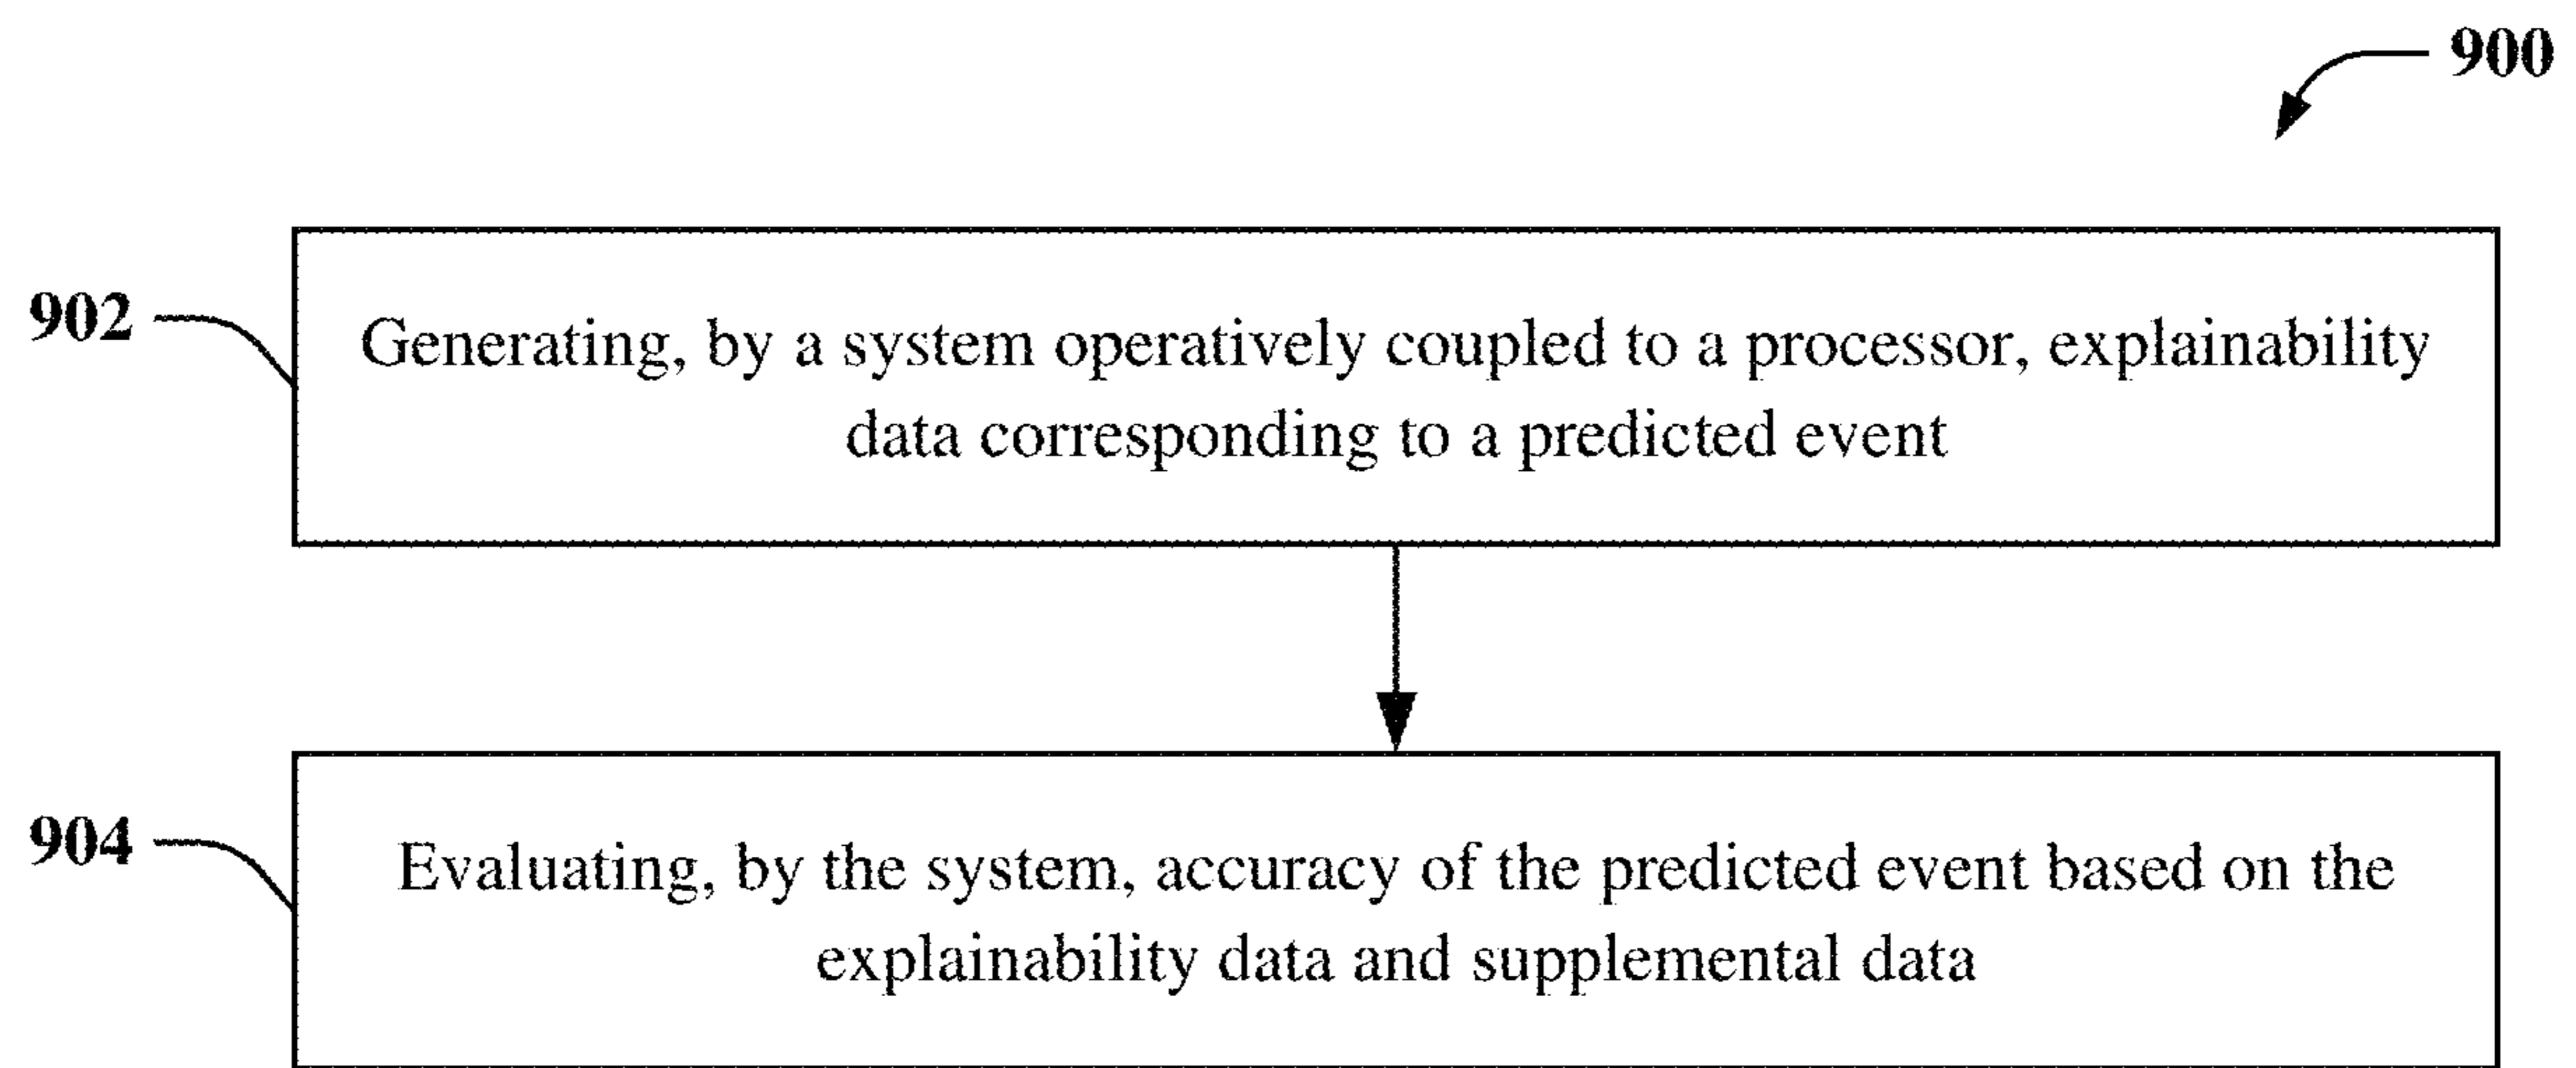 900
902
Generating, by a system operatively coupled to a processor, explainability
data corresponding to a predicted event
904
Evaluating, by the system, accuracy of the predicted event based on the
explainability data and supplemental data